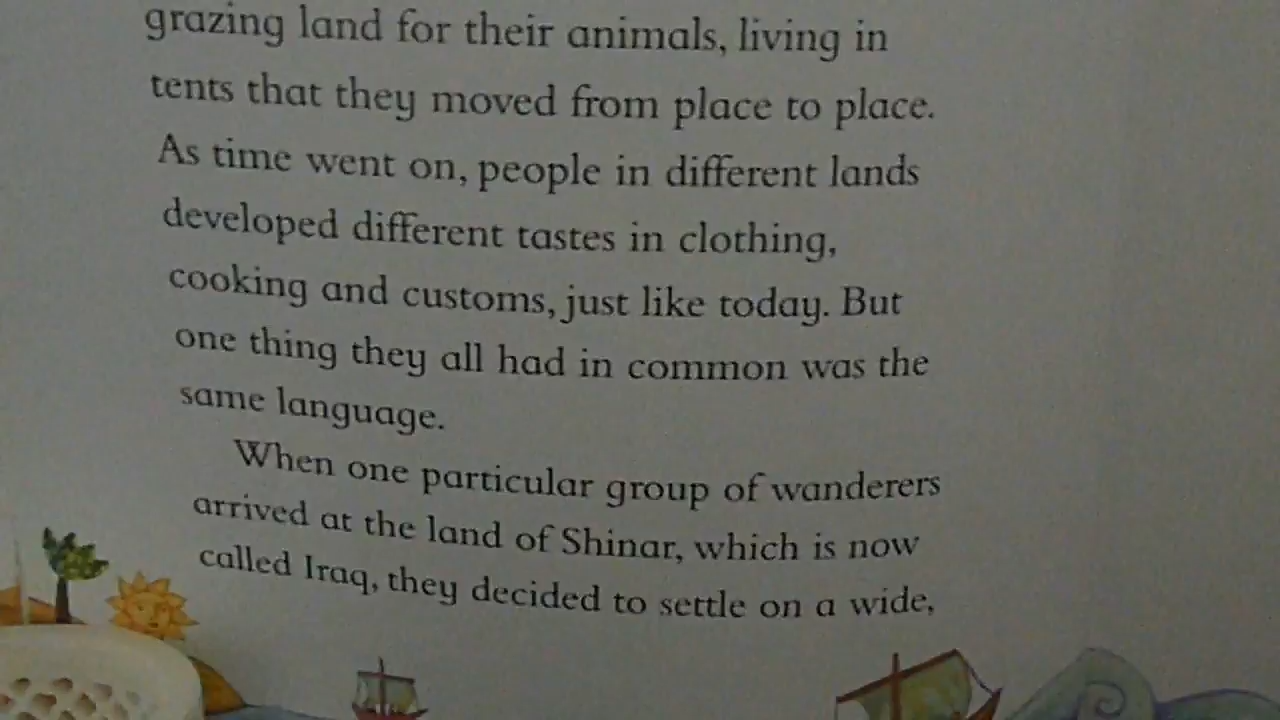 grazing land for their animals, living in
tents that they moved from place to place.
As time went on, people in different lands
developed different tastes in clothing,
cooking and customs, just like today. But
one thing they all had in common was the
same language.
When one particular group of wanderers
arrived at the land of Shinar, which is now
called Iraq, they decided to settle on a wide,